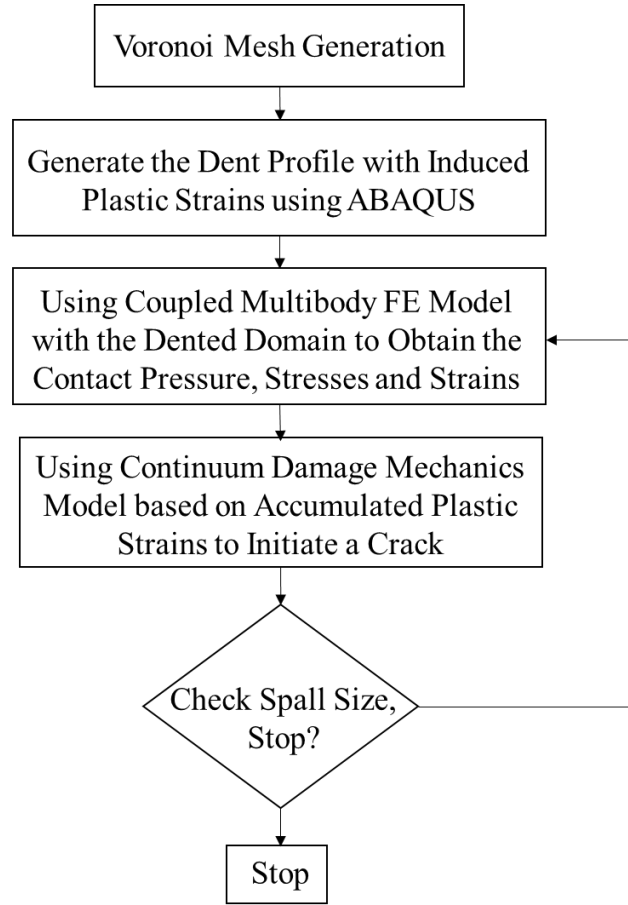 Voronoi Mesh Generation
Generate the Dent Profile with Induced
Plastic Strains using ABAQUS
Using Coupled Multibody FE Model
with the Dented Domain to Obtain the
Contact Pressure, Stresses and Strains
Using Continuum Damage Mechanics
Model based on Accumulated Plastic
Strains to Initiate a Crack
Check Spall Size,
Stop?
Stop